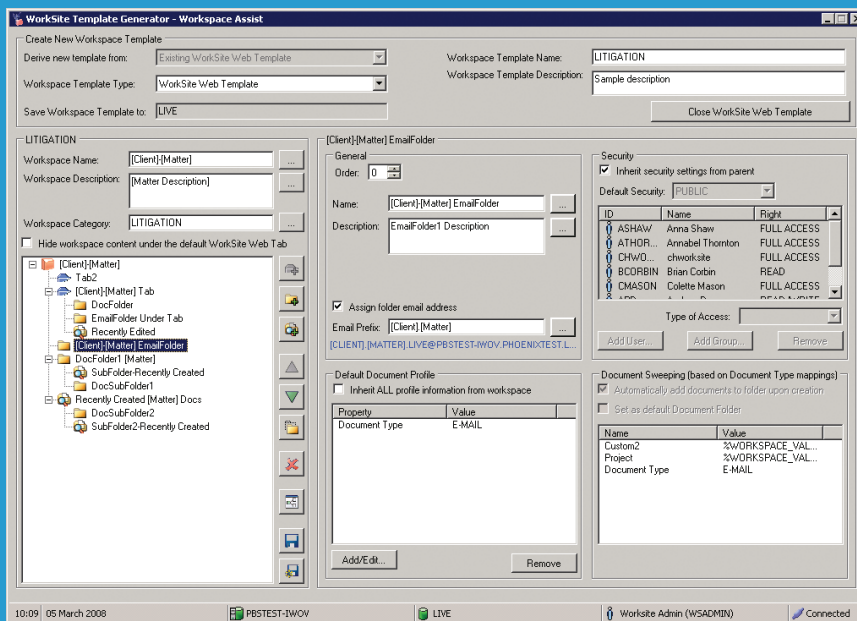 WorkSite Template Generator - Workspace Assist
Create New Workspace Template
Derive new template from:
Existing WorkSite Web Template
Workspace Template Type:
WorkSite Web Template
Save Workspace Template to:
LIVE
Workspace Template Name:
LITIGATION
Workspace Template Description:
Sample description
Close WorkSite Web Template
LITIGATION
Workspace Name:
[Client]-[Matter]
...
Workspace Description:
[Matter Description]
...
Workspace Category:
LITIGATION
...
Hide workspace content under the default WorkSite Web Tab
[Client]-[Matter]
Tab2
[Client]-[Matter] Tab
DocFolder
EmailFolder Under Tab
Recently Edited
[Client]-[Matter] EmailFolder
DocFolder1 [Matter]
SubFolder-Recently Created
DocSubFolder1
Recently Created [Matter] Docs
DocSubFolder2
SubFolder2-Recently Created
[Client]-[Matter] EmailFolder
General
Order: 0
Name:
[Client]-[Matter] EmailFolder
...
Description:
EmailFolder1 Description
...
Assign folder email address
Email Prefix:
[Client].[Matter]
...
[CLIENT].[MATTER].LIVE@PBSTEST-IWOV.PHOENIXTEST.L...
Security
Inherit security settings from parent
Default Security: PUBLIC
ID Name Right
ASHAW Anna Shaw FULL ACCESS
ATHOR... Annabel Thornton FULL ACCESS
CHWO... chworksite FULL ACCESS
BCORBIN Brian Corbin READ
CMASON Colette Mason FULL ACCESS
Type of Access:
Add User... Add Group... Remove
Default Document Profile
Inherit ALL profile information from workspace
Property Value
Document Type E-MAIL
Add/Edit... Remove
Document Sweeping (based on Document Type mappings)
Automatically add documents to folder upon creation
Set as default Document Folder
Name Value
Custom2 %WORKSPACE_VAL...
Project %WORKSPACE_VAL...
Document Type E-MAIL
10:09 05 March 2008 PBSTEST-IWOV LIVE Worksite Admin (WSADMIN) Connected